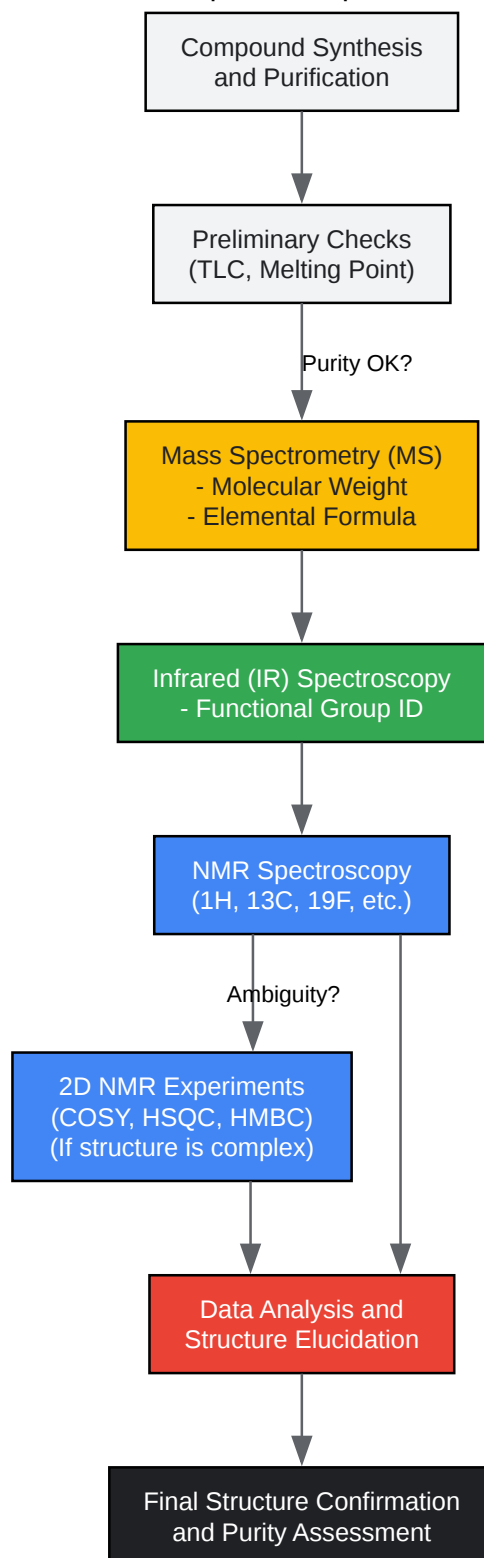 Compound Synthesis
and Purification
Preliminary Checks
(TLC, Melting Point)
Purity OK?
Mass Spectrometry (MS)
- Molecular Weight
- Elemental Formula
Infrared (IR) Spectroscopy
- Functional Group ID
NMR Spectroscopy
(1H, 13C, 19F, etc.)
Ambiguity?
2D NMR Experiments
(COSY, HSQC, HMBC)
(If structure is complex)
Data Analysis and
Structure Elucidation
Final Structure Confirmation
and Purity Assessment